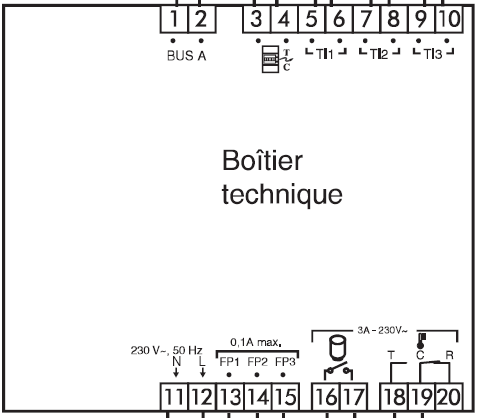 1 2 3 4 5 6 7 8 9 10
BUS A
T
C
TI1 TI2 TI3
Boîtier
technique
3A - 230V~
230 V~, 50 Hz
0,1A max.
N L FP1 FP2 FP3
T C R
11 12 13 14 15 16 17 18 19 20